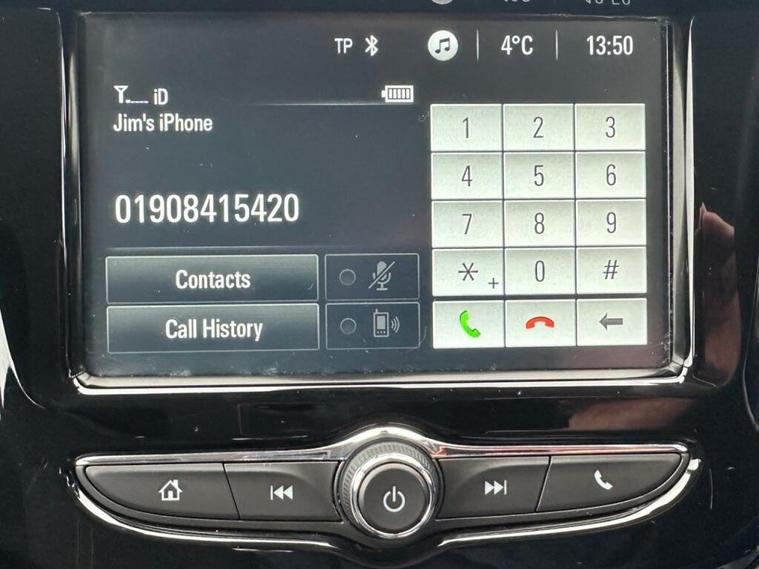 TP 4°C 13:50
iD
Jim's iPhone
01908415420
1 2 3
4 5 6
7 8 9
* + 0 #
Contacts
Call History